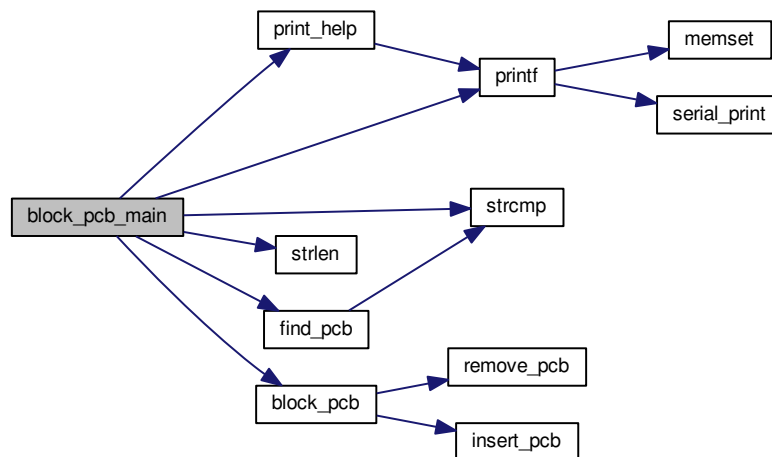 print_help
memset
printf
serial_print
block_pcb_main
strcmp
strlen
find_pcb
remove_pcb
block_pcb
insert_pcb